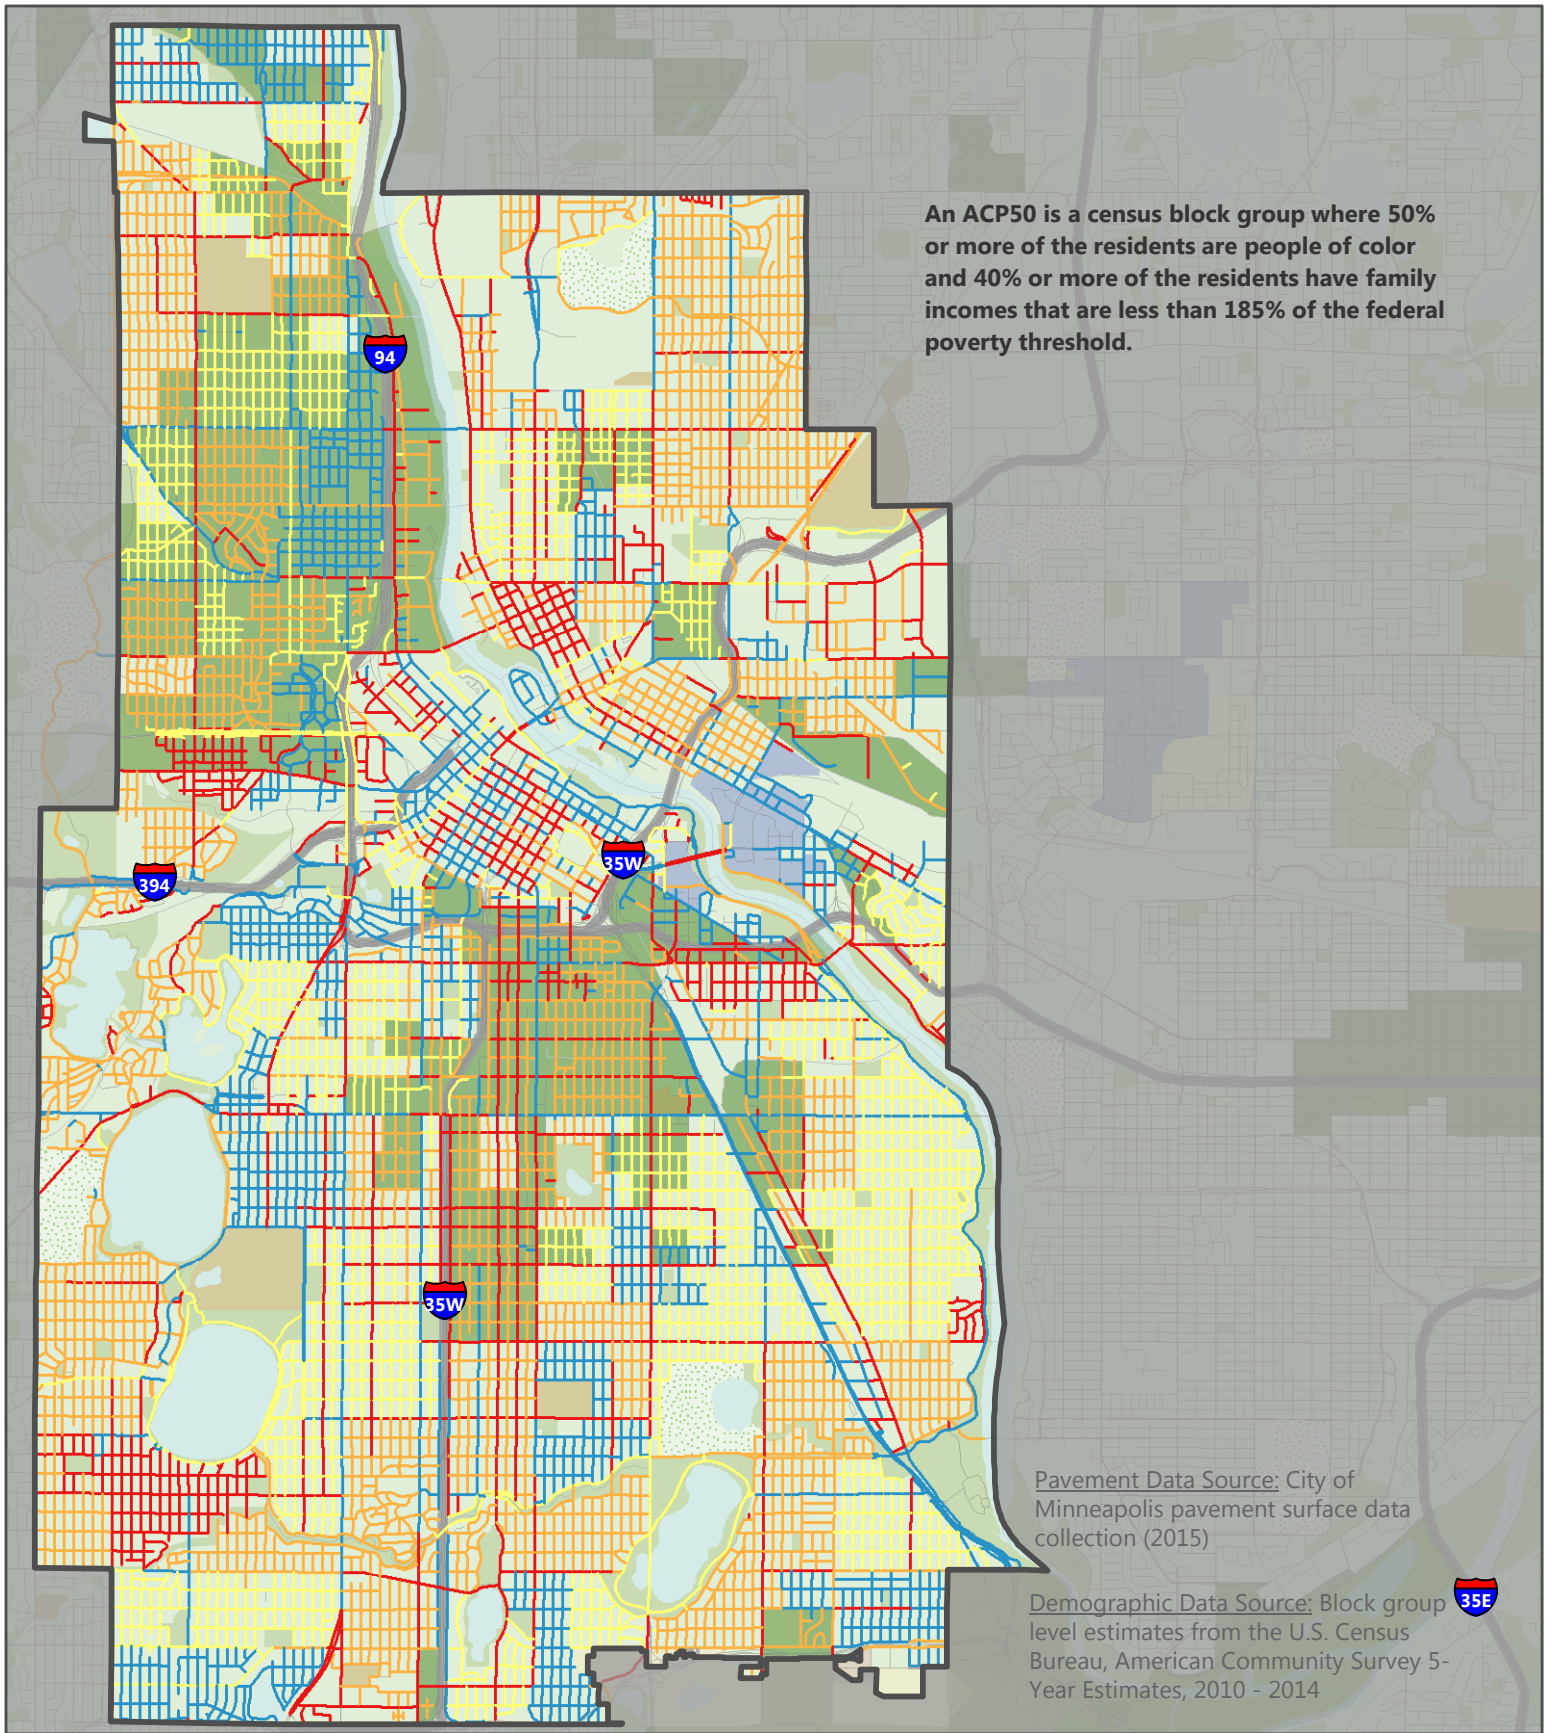 An ACP50 is a census block group where 50%
or more of the residents are people of color
and 40% or more of the residents have family
incomes that are less than 185% of the federal
poverty threshold.
94
35W
394
35W
Pavement Data Source: City of
Minneapolis pavement surface data
collection (2015)
Demographic Data Source: Block group
level estimates from the U.S. Census
Bureau, American Community Survey 5-
Year Estimates, 2010 - 2014
35E